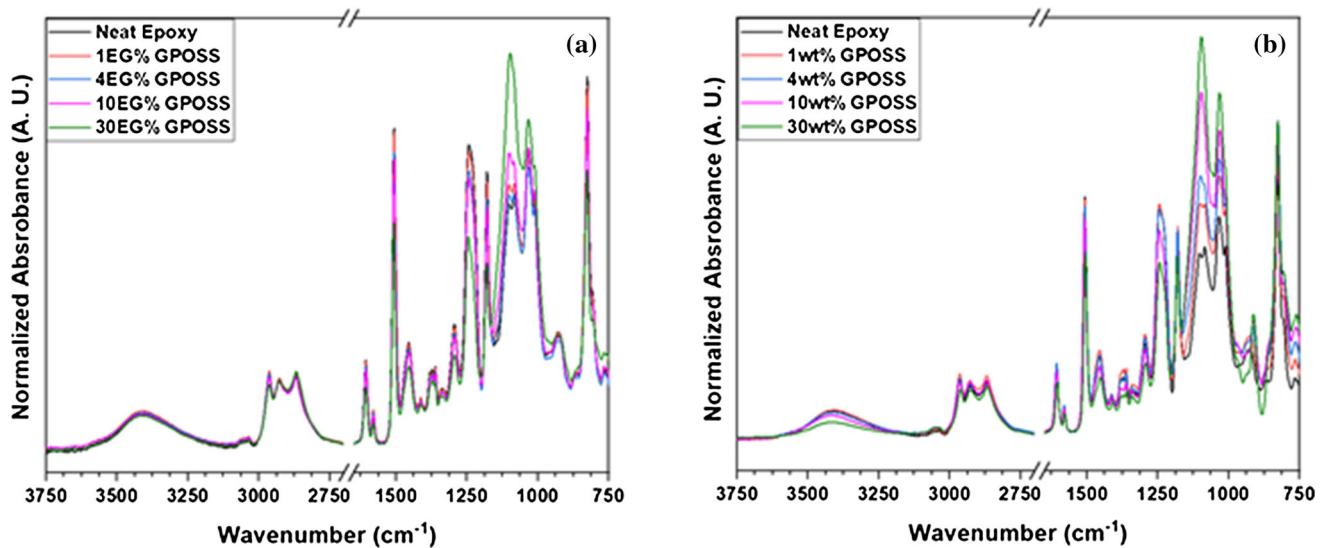 Neat Epoxy
1EG% GPOSS
4EG% GPOSS
10EG% GPOSS
30EG% GPOSS
(a)
Normalized Absrobance (A. U.)
3750 3500 3250 3000 2750 1500 1250 1000 750
Wavenumber (cm⁻¹)
Neat Epoxy
1wt% GPOSS
4wt% GPOSS
10wt% GPOSS
30wt% GPOSS
(b)
Normalized Absrobance (A. U.)
3750 3500 3250 3000 2750 1500 1250 1000 750
Wavenumber (cm⁻¹)